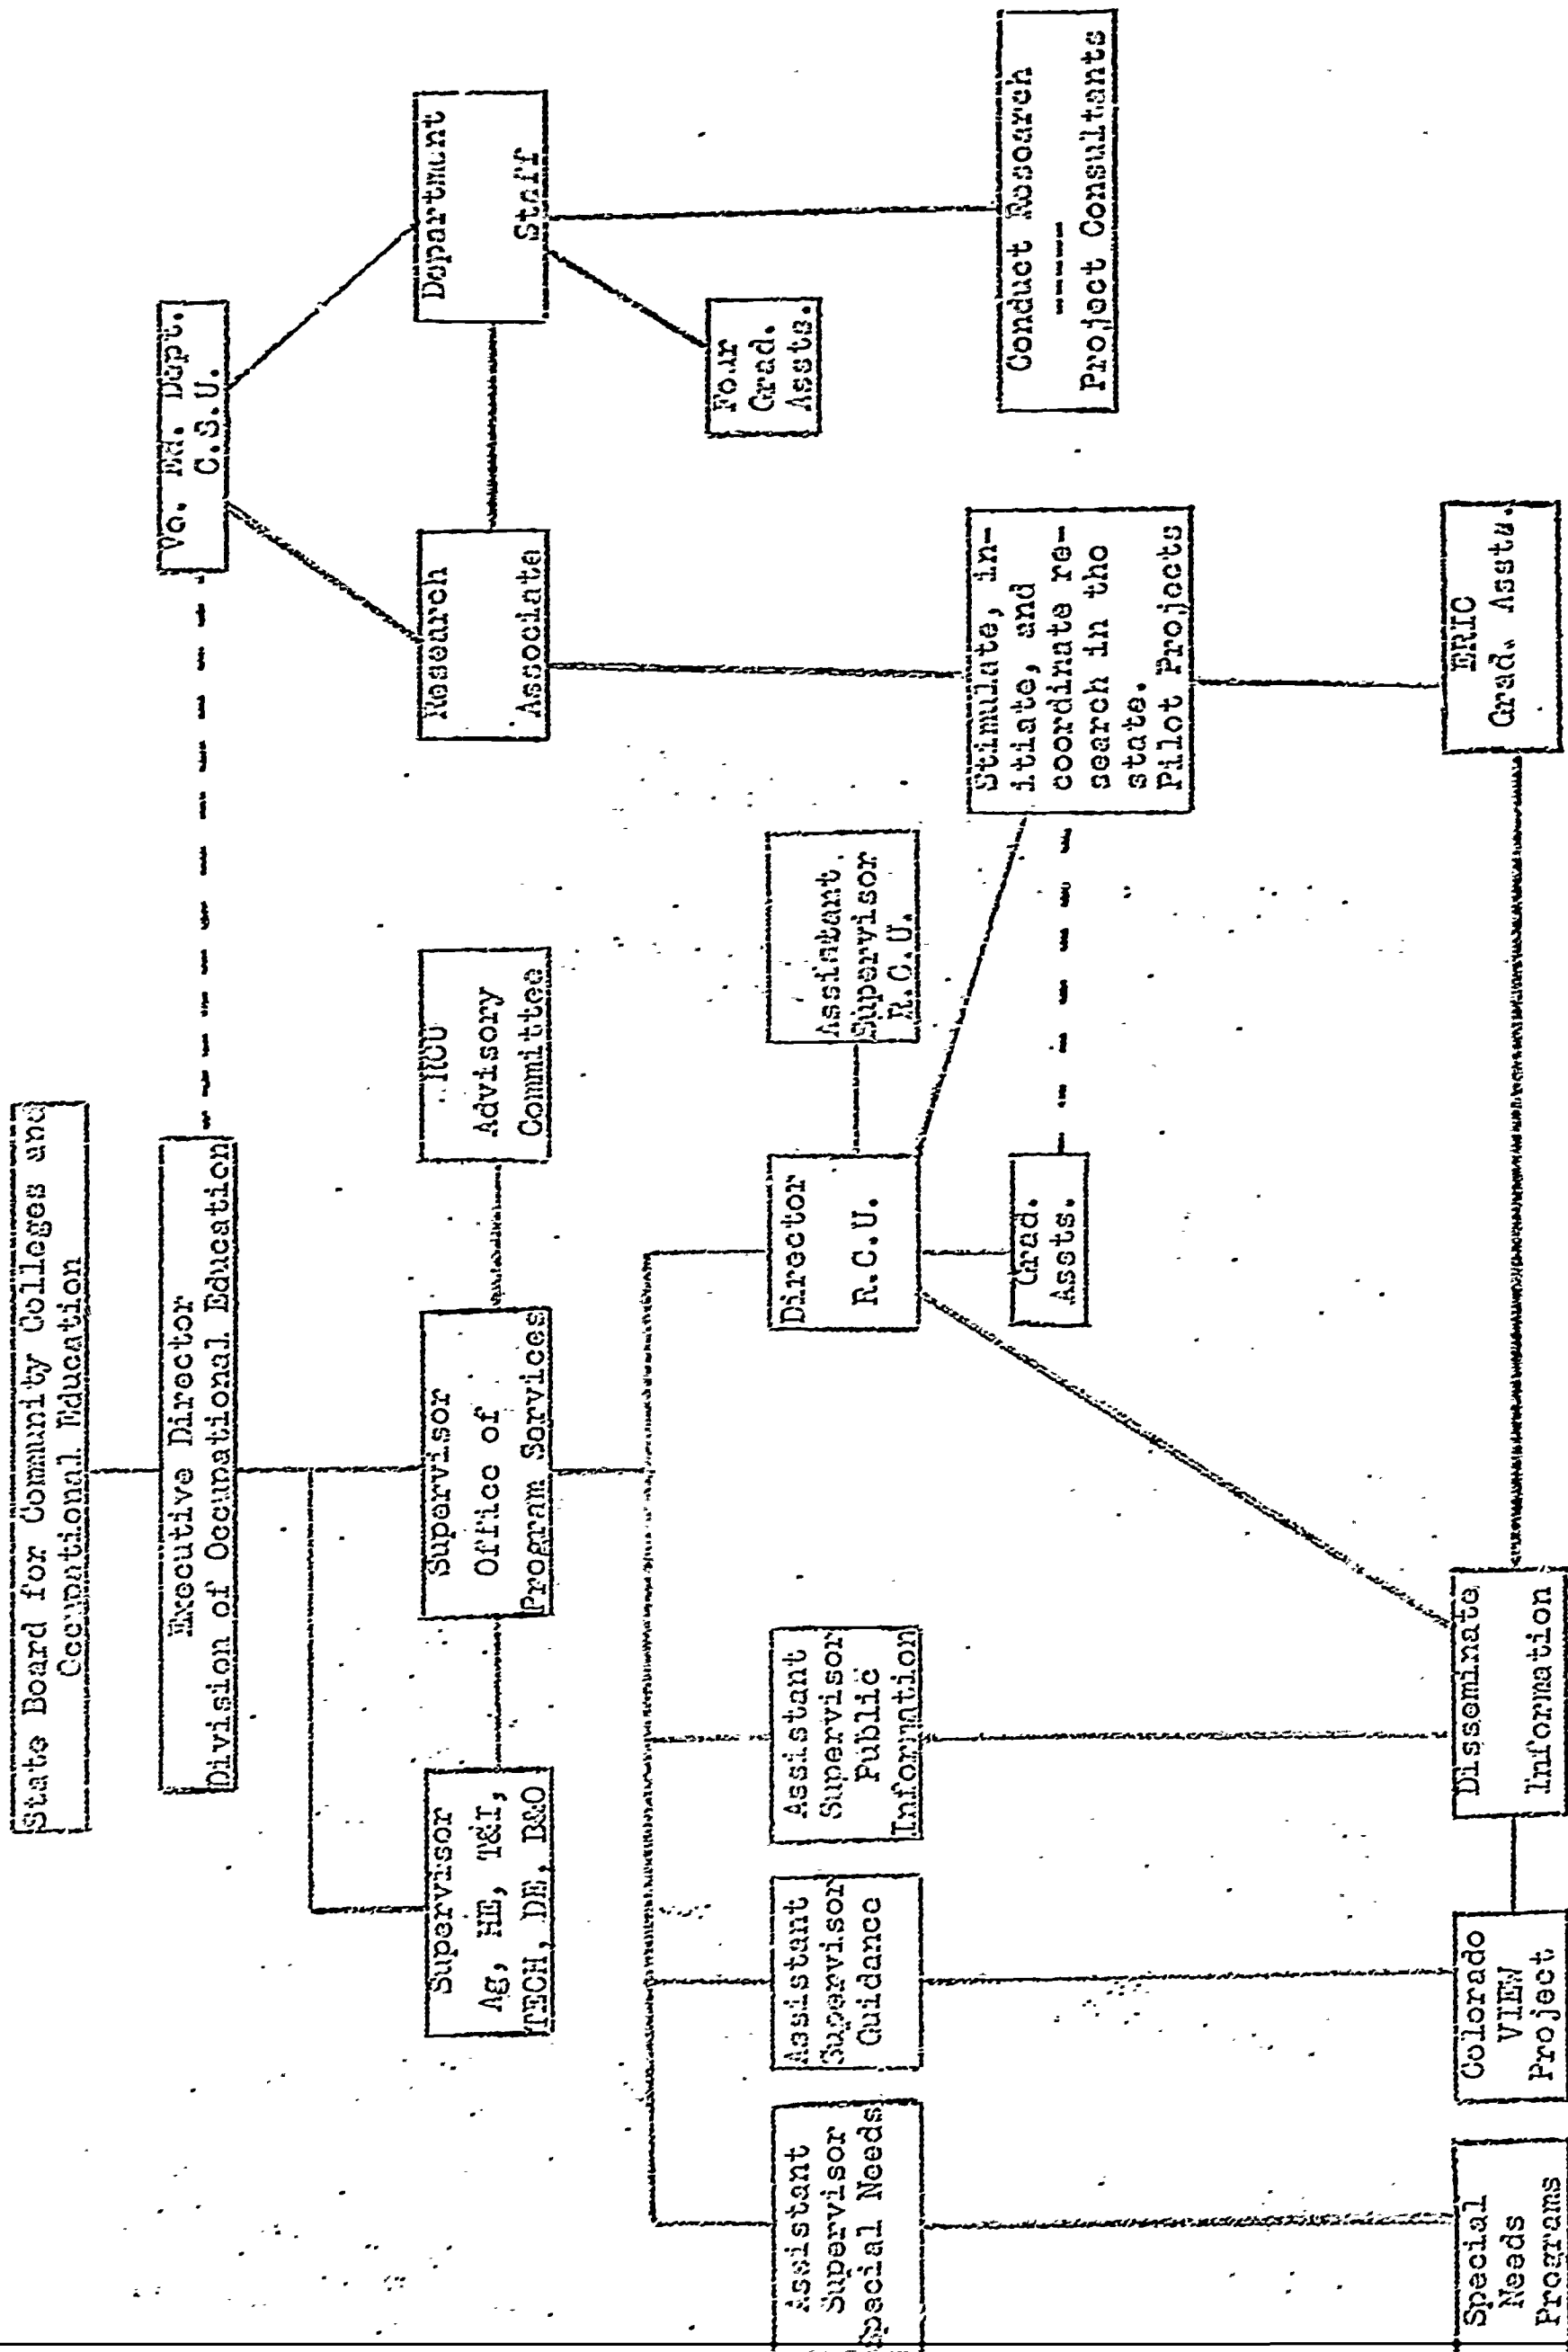 State Board for Community Colleges and
Occupational Education
Executive Director
Division of Occupational Education
Vo. Ed. Dept.
C.S.U.
Supervisor
Ag, HE, T&I,
TECH, DE, B&O
Supervisor
Office of
Program Services
RCU
Advisory
Committee
Research
Associate
Department
Staff
Four
Grad.
Assts.
Assistant
Supervisor
Special Needs
Assistant
Supervisor
Guidance
Assistant
Supervisor
Public
Information
Director
R.C.U.
Assistant
Supervisor
R.C.U.
Grad.
Assts.
Stimulate, in-
itiate, and
coordinate re-
search in the
state.
Pilot Projects
Conduct Research
-----
Project Consultants
Special
Needs
Programs
Colorado
VIEW
Project
Disseminate
Information
ERIC
Grad. Assts.